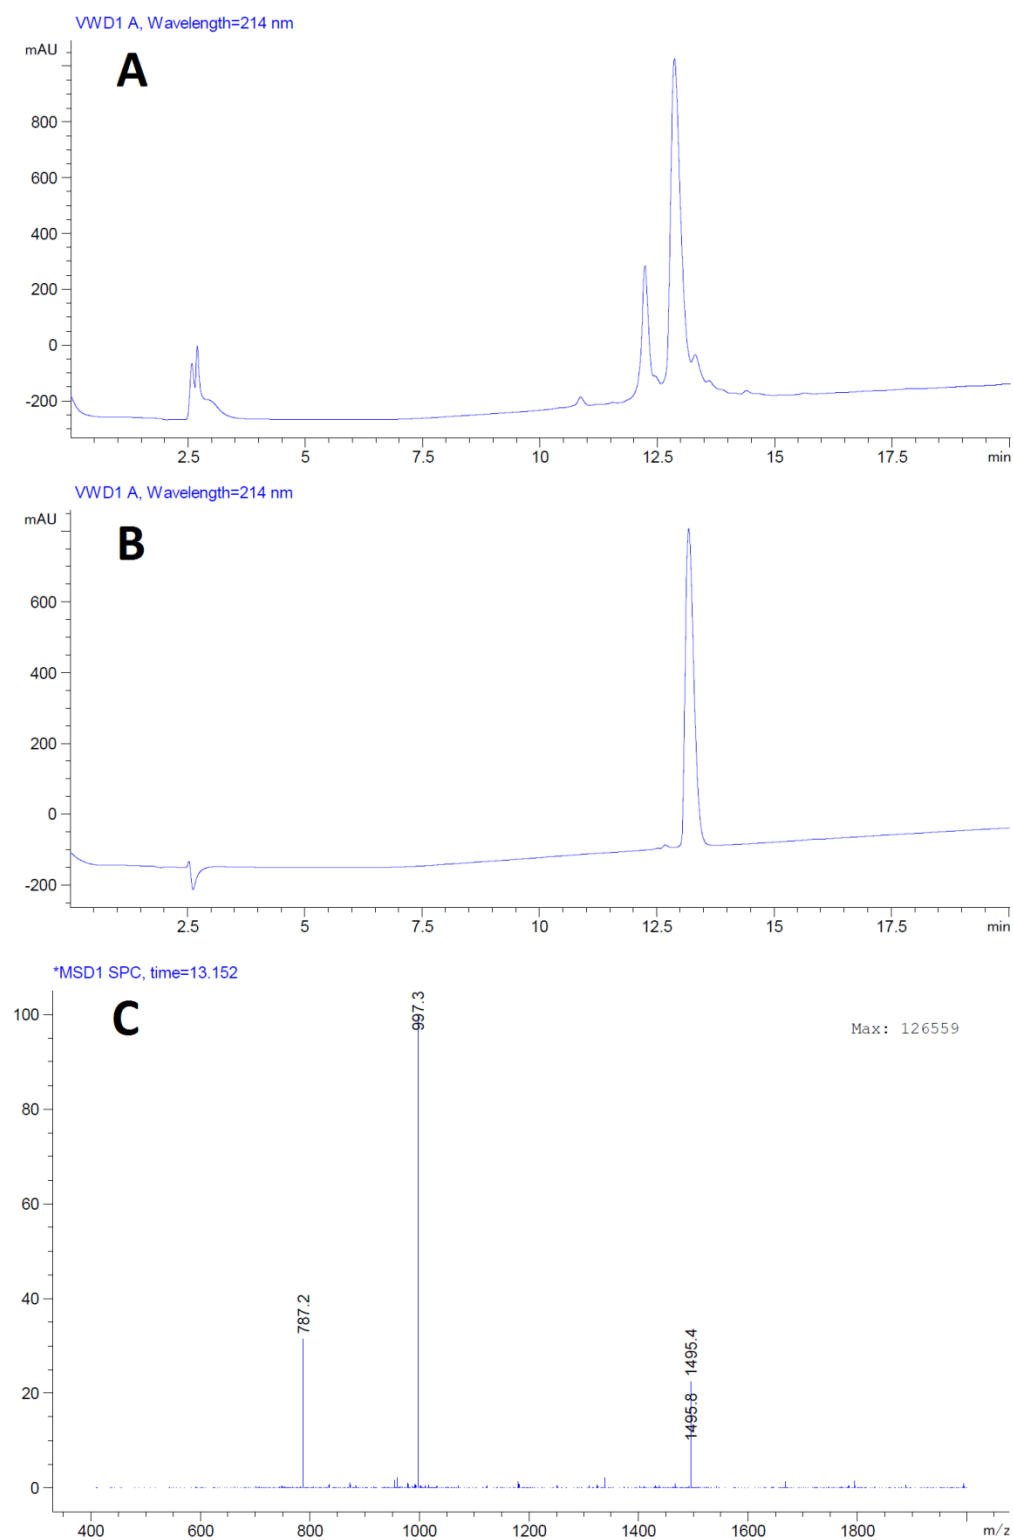 VWD1 A, Wavelength=214 nm
mAU
A
800
600
400
200
0
-200
2.5 5 7.5 10 12.5 15 17.5 min
VWD1 A, Wavelength=214 nm
mAU
B
600
400
200
0
-200
2.5 5 7.5 10 12.5 15 17.5 min
*MSD1 SPC, time=13.152
C
100
997.3
Max: 126559
80
60
40
787.2
1495.4
20
1495.8
0
400 600 800 1000 1200 1400 1600 1800 m/z